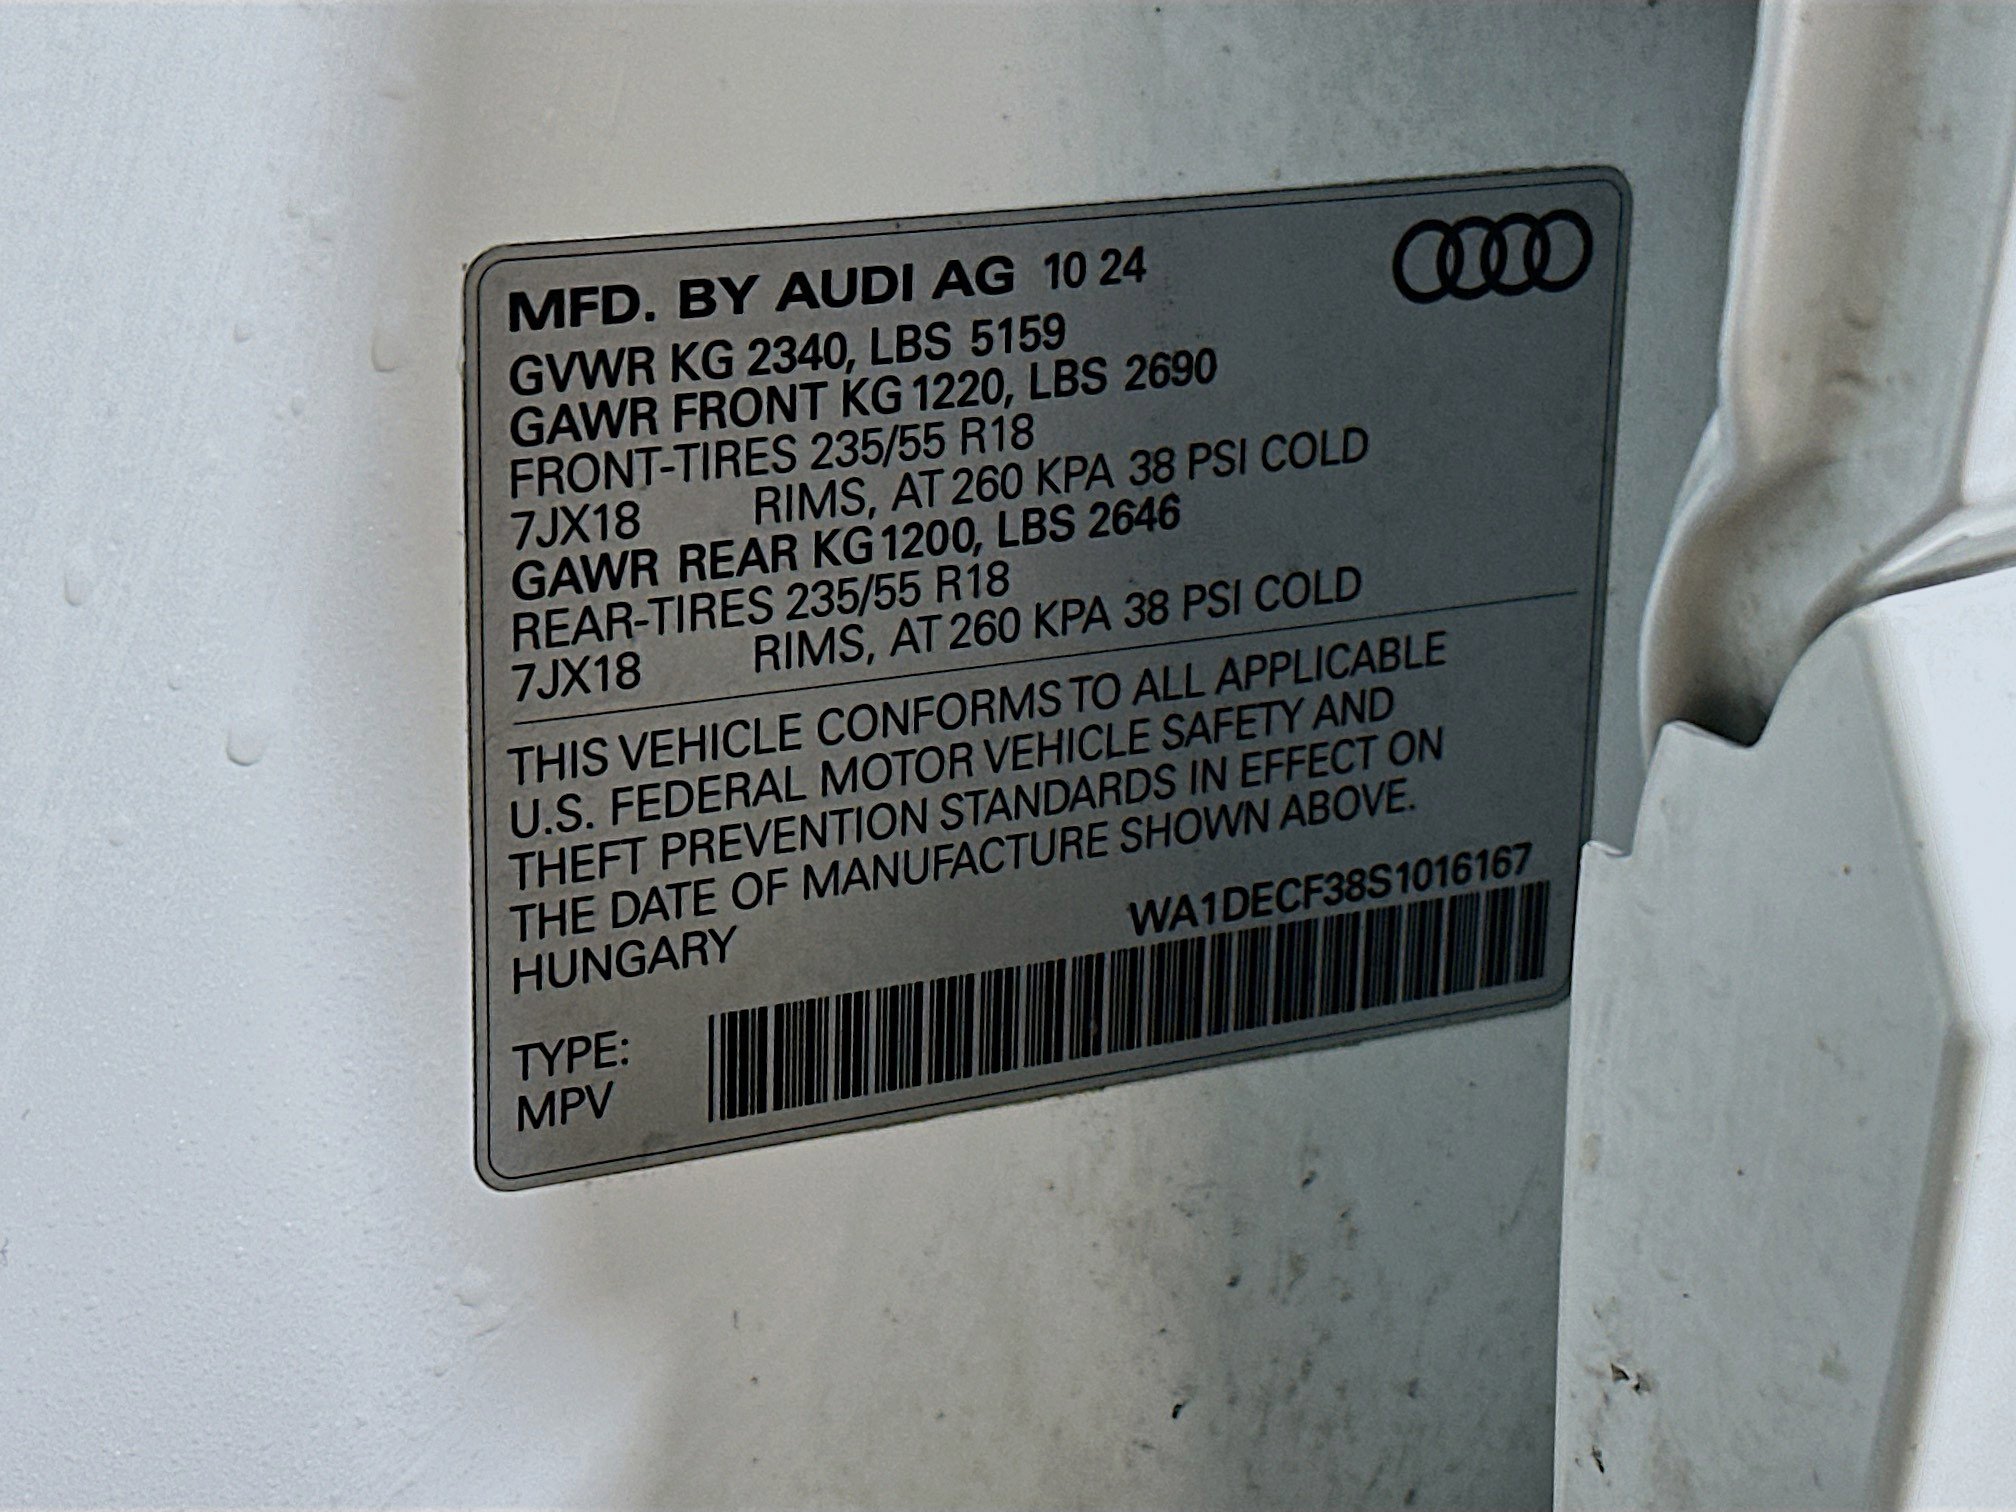 MFD. BY AUDI AG 10 24
GVWR KG 2340, LBS 5159
GAWR FRONT KG 1220, LBS 2690
FRONT-TIRES 235/55 R18
7JX18 RIMS, AT 260 KPA 38 PSI COLD
GAWR REAR KG 1200, LBS 2646
REAR-TIRES 235/55 R18
7JX18 RIMS, AT 260 KPA 38 PSI COLD
THIS VEHICLE CONFORMS TO ALL APPLICABLE
U.S. FEDERAL MOTOR VEHICLE SAFETY AND
THEFT PREVENTION STANDARDS IN EFFECT ON
THE DATE OF MANUFACTURE SHOWN ABOVE.
HUNGARY WA1DECF38S1016167
TYPE:
MPV